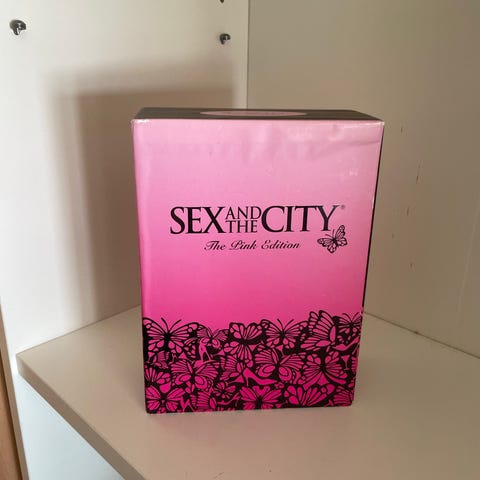 SEX AND THE CITY®
The Pink Edition